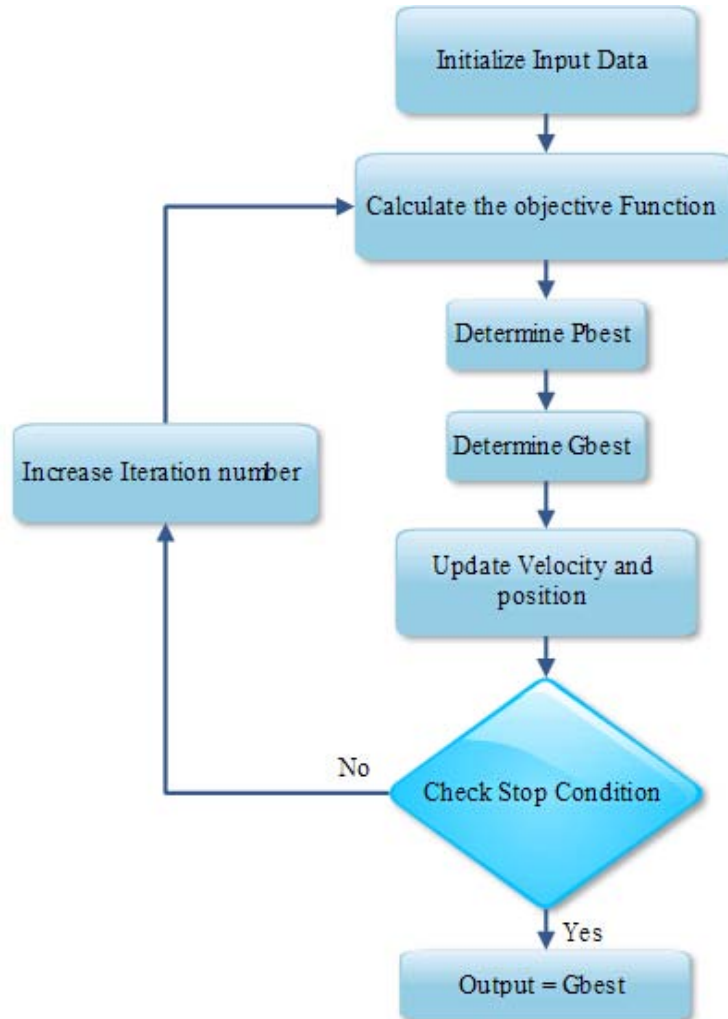 Initialize Input Data
Calculate the objective Function
Determine Pbest
Determine Gbest
Increase Iteration number
Update Velocity and
position
No
Check Stop Condition
Yes
Output = Gbest